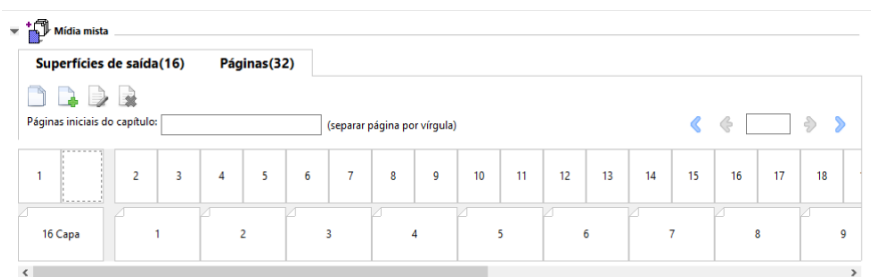 Mídia mista
Superfícies de saída(16) Páginas(32)
Páginas iniciais do capítulo: (separar página por vírgula)
1 2 3 4 5 6 7 8 9 10 11 12 13 14 15 16 17 18
16 Capa 1 2 3 4 5 6 7 8 9